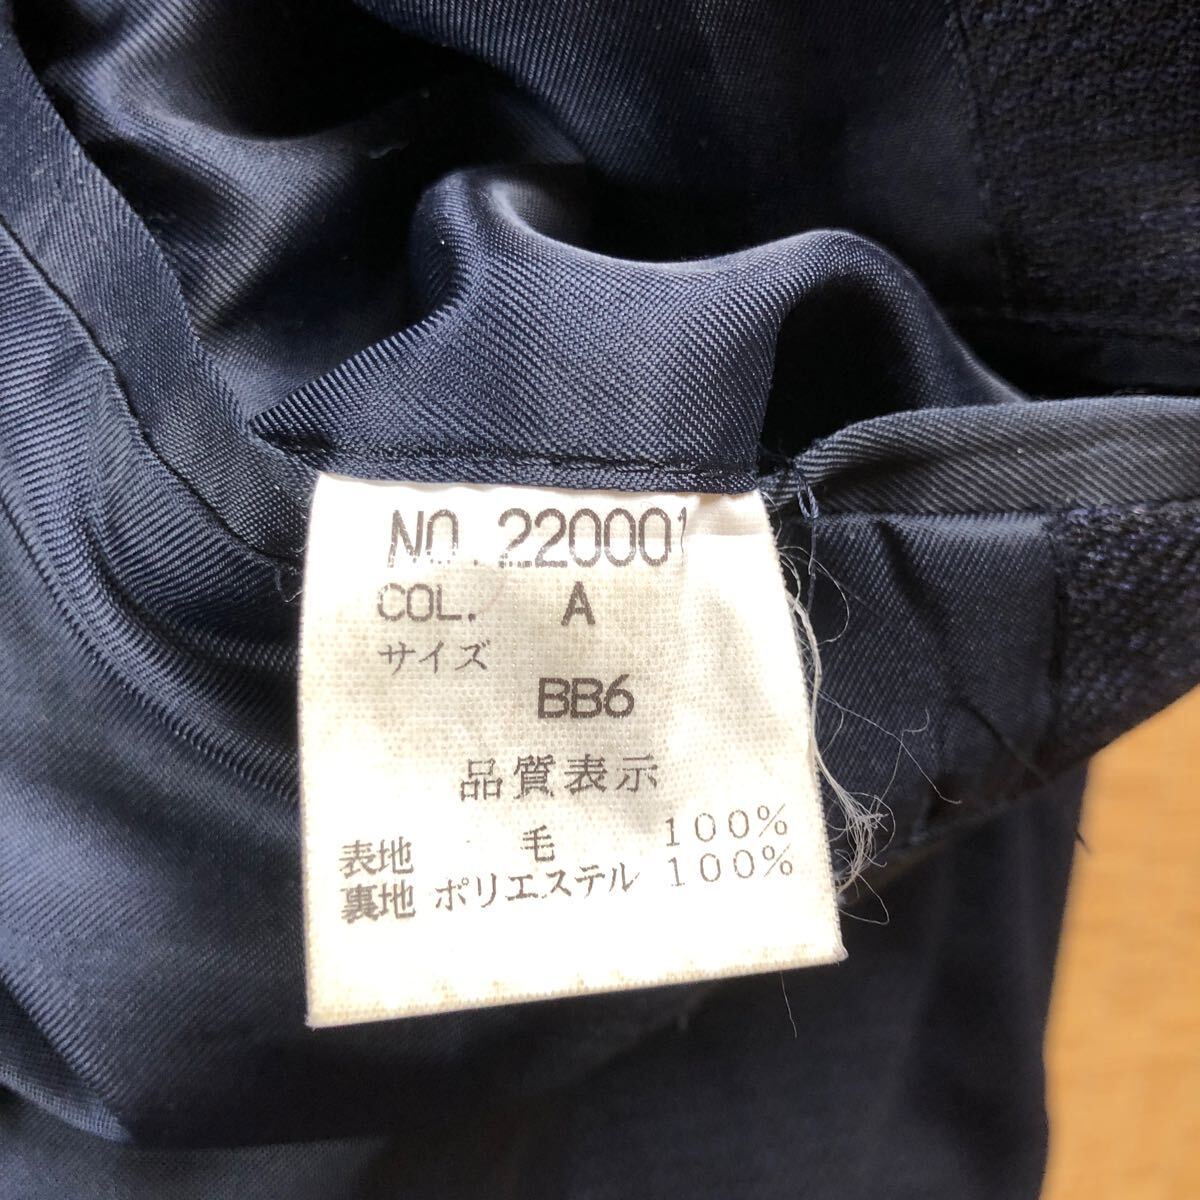 NO. 220001
COL. A
サイズ
BB6
品質表示
表地 毛 100%
裏地 ポリエステル 100%